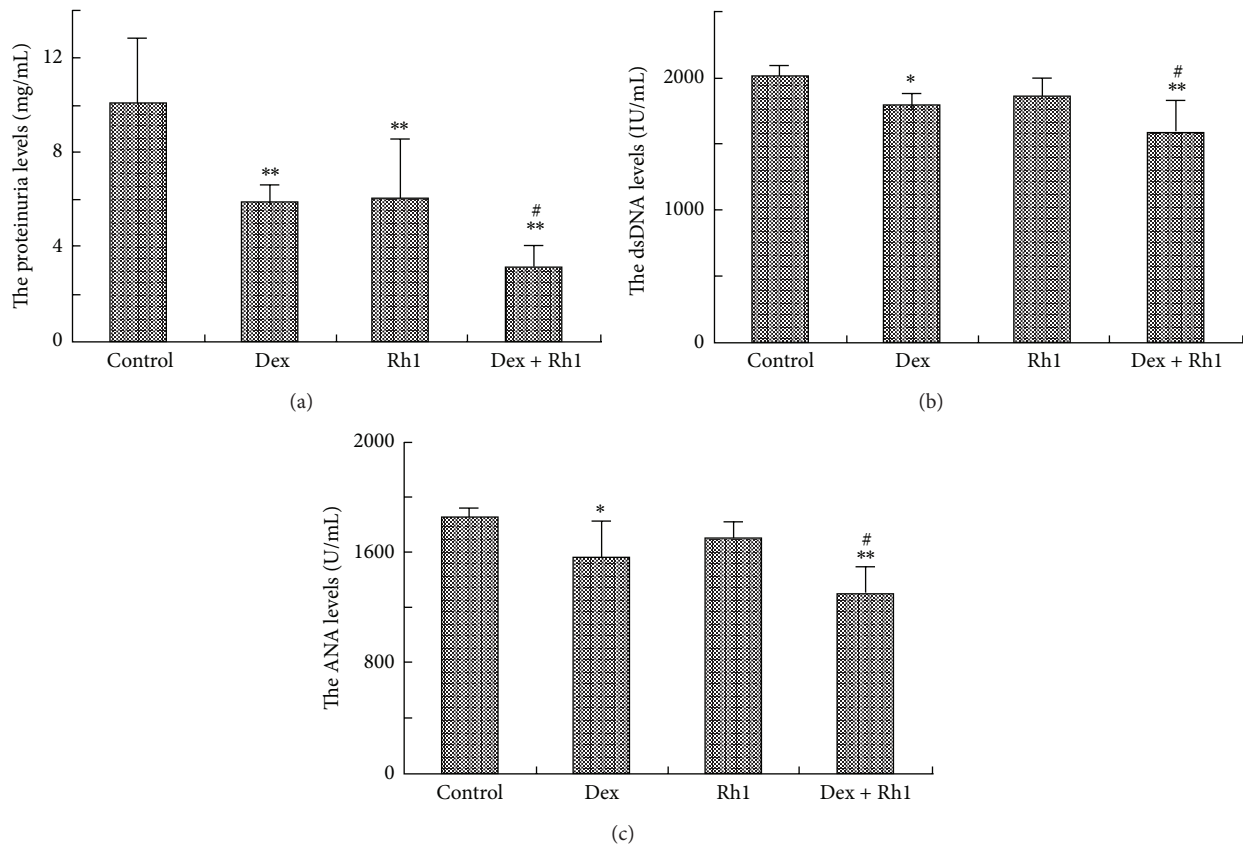 The proteinuria levels (mg/mL)
12
8
4
0
**
**
#
**
Control Dex Rh1 Dex + Rh1
(a)
The dsDNA levels (IU/mL)
2000
1000
0
*
#
**
Control Dex Rh1 Dex + Rh1
(b)
The ANA levels (U/mL)
2000
1600
800
0
*
#
**
Control Dex Rh1 Dex + Rh1
(c)